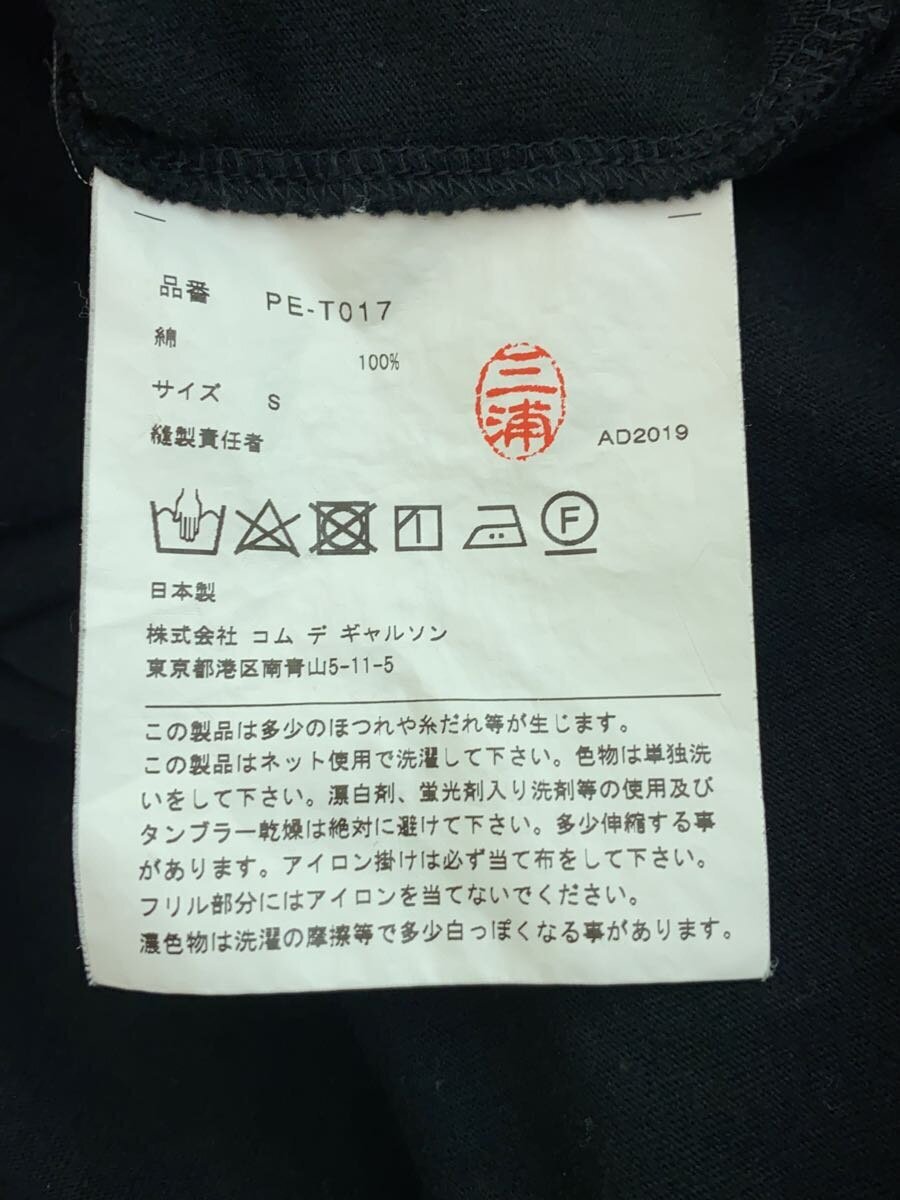 品番 PE-T017
綿 100%
サイズ S
縫製責任者 三浦 AD2019
F
日本製
株式会社 コム デ ギャルソン
東京都港区南青山5-11-5
この製品は多少のほつれや糸だれ等が生じます。
この製品はネット使用で洗濯して下さい。色物は単独洗
いをして下さい。漂白剤、蛍光剤入り洗剤等の使用及び
タンブラー乾燥は絶対に避けて下さい。多少伸縮する事
があります。アイロン掛けは必ず当て布をして下さい。
フリル部分にはアイロンを当てないでください。
濃色物は洗濯の摩擦等で多少白っぽくなる事があります。